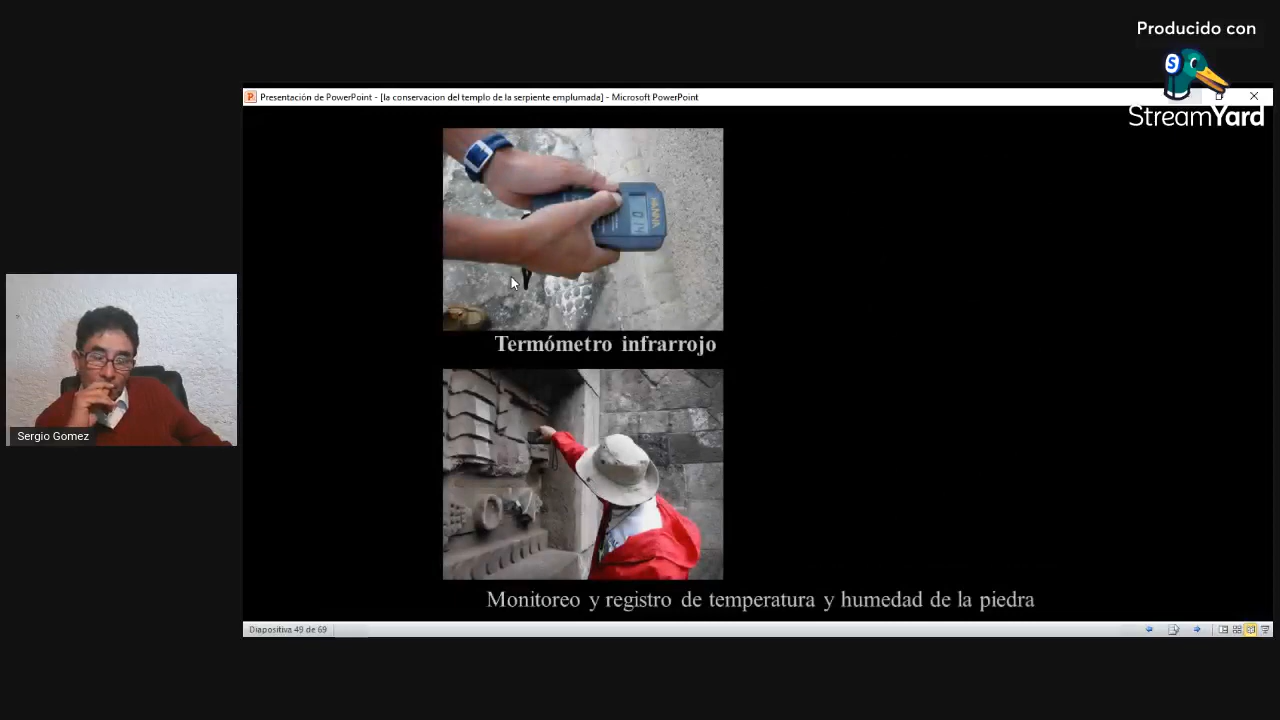 Producido con
StreamYard
Presentación de PowerPoint - [la conservacion del templo de la serpiente emplumada] - Microsoft PowerPoint
HANNA
Termómetro infrarrojo
Sergio Gomez
Monitoreo y registro de temperatura y humedad de la piedra
Diapositiva 49 de 69